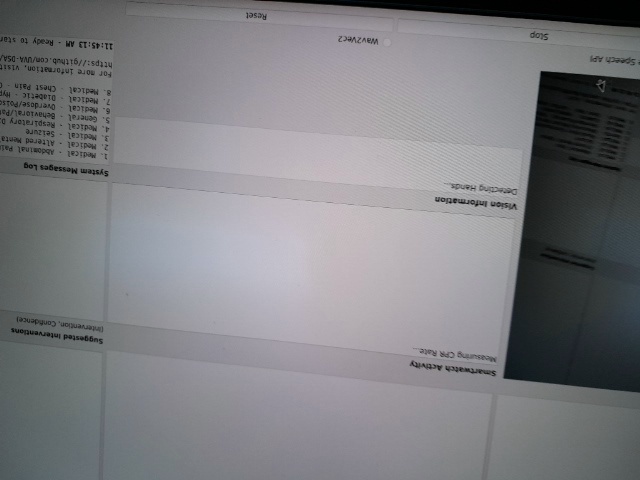 Smartwatch Activity
Measuring CPR Rate...
Suggested Interventions
(Intervention, Confidence)
Vision Information
Detecting Hands...
System Messages Log
1. Medical - Abdominal Pain
2. Medical - Altered Menta
3. Medical - Seizure
4. Medical - Respiratory D
5. General - Behavioral/Pat
6. Medical - Overdose/Poiso
7. Medical - Diabetic - Hyp
8. Medical - Chest Pain - C
For more information, visit
https://github.com/UVA-DSA/
11:45:13 AM - Ready to star
e Speech API
Wav2Vec2
Stop
Reset